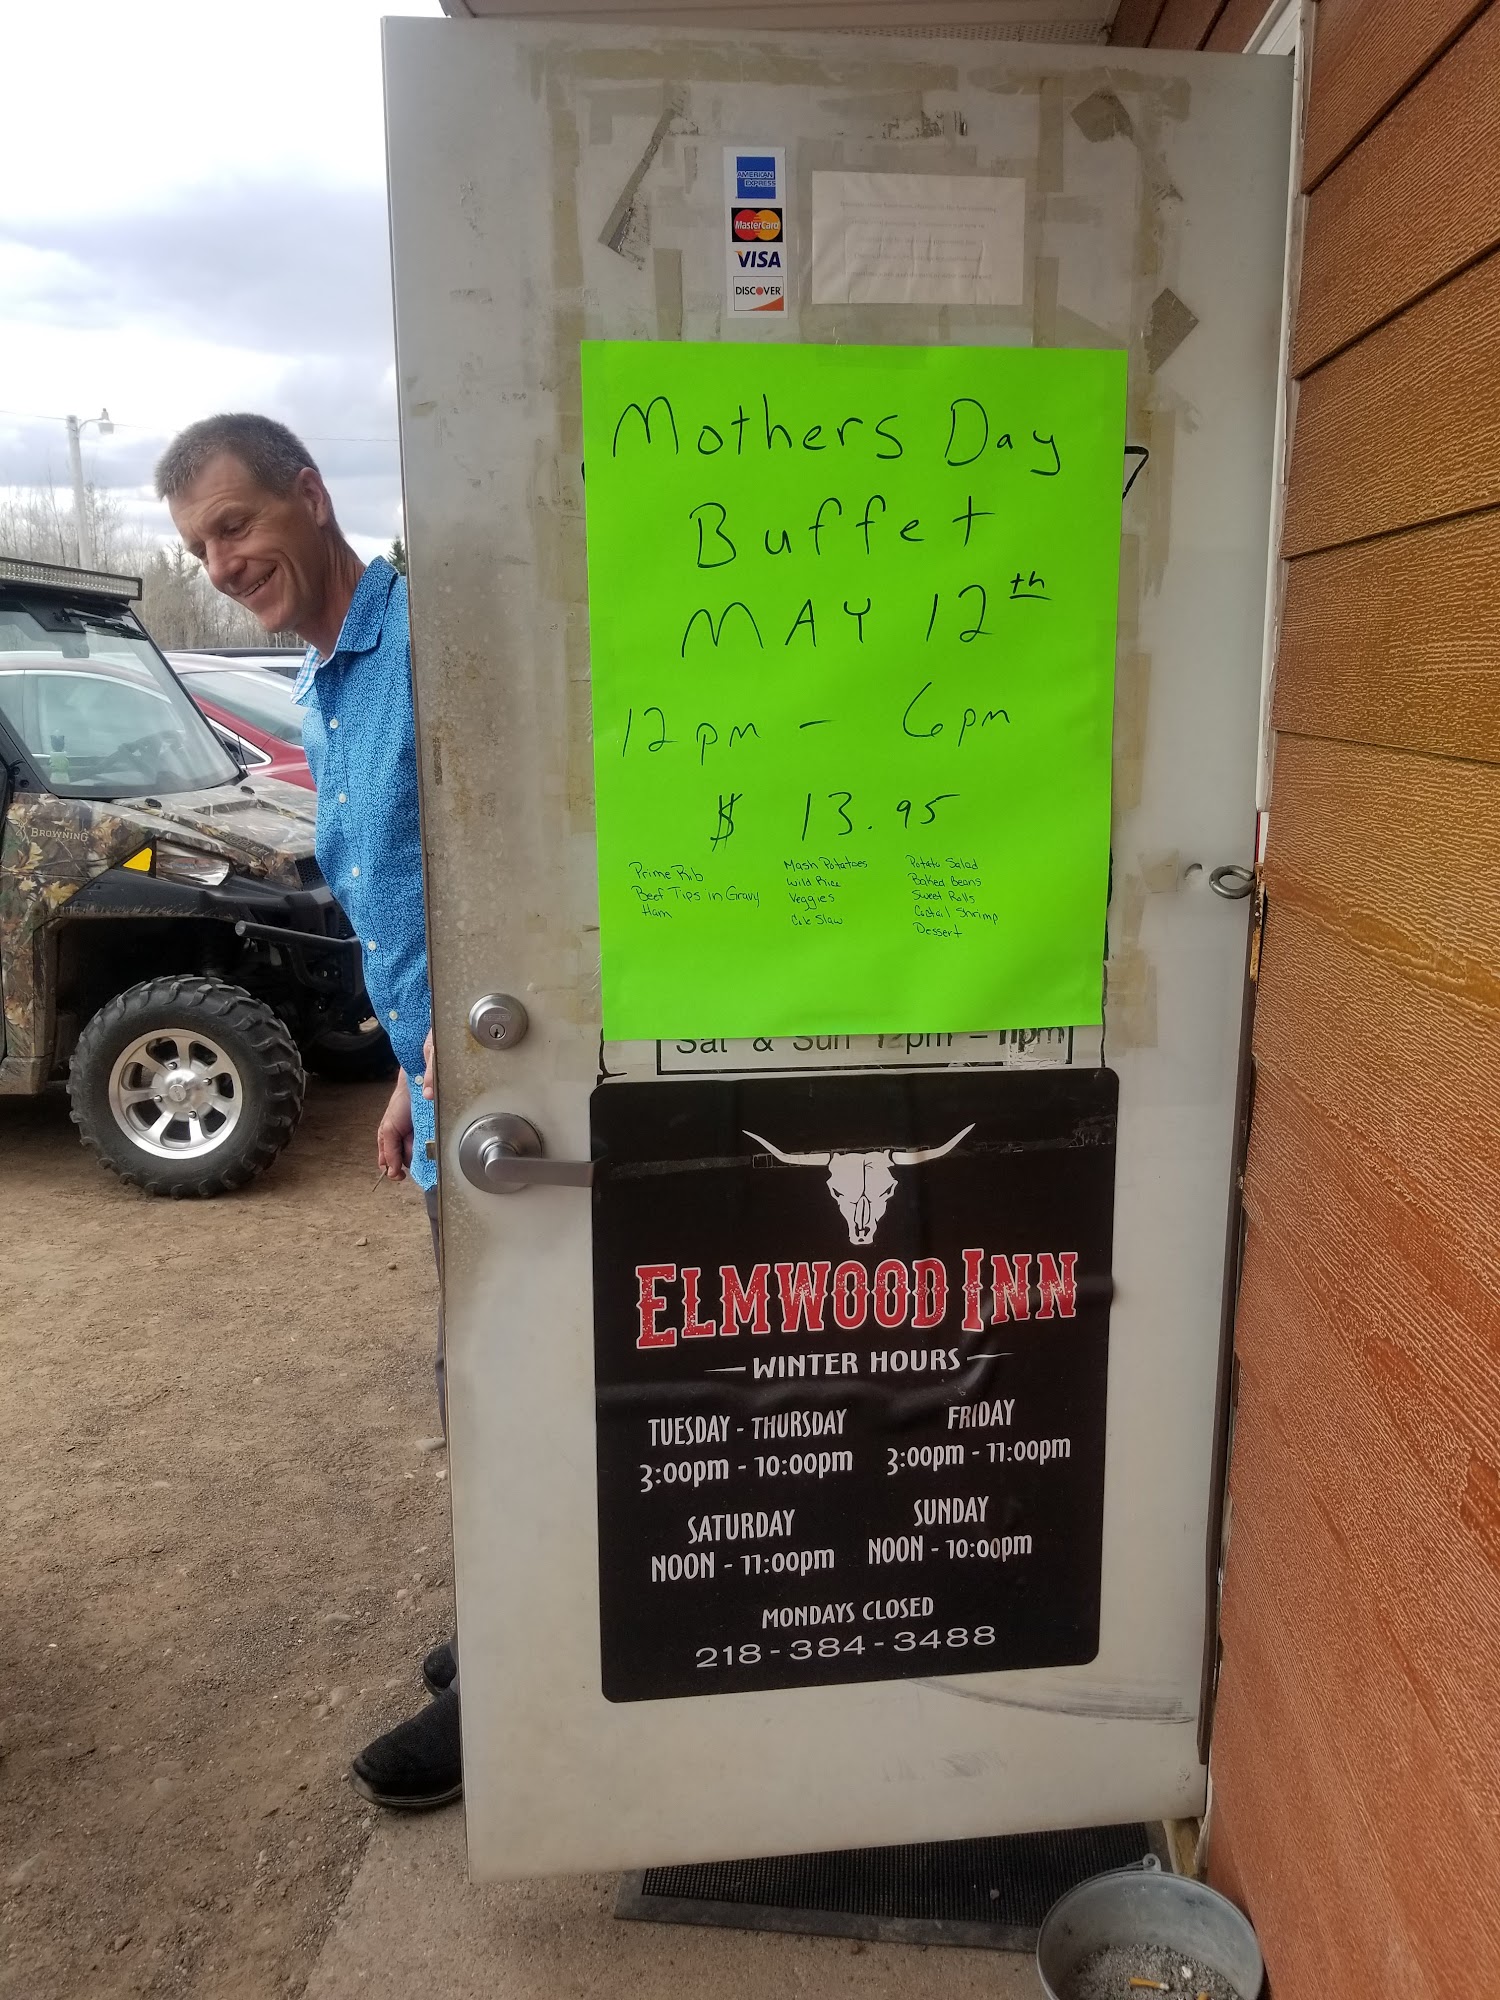 AMERICAN
EXPRESS
MasterCard
VISA
DISCOVER
Mothers Day
Buffet
MAY 12th
12pm - 6pm
$ 13.95
Prime Rib
Beef Tips in Gravy
Ham
Mash Potatoes
Wild Rice
Veggies
Cole Slaw
Potato Salad
Baked Beans
Sweet Rolls
Coctail Shrimp
Dessert
Sat & Sun 12pm - 11pm
ELMWOOD INN
WINTER HOURS
TUESDAY - THURSDAY
3:00pm - 10:00pm
FRIDAY
3:00pm - 11:00pm
SATURDAY
NOON - 11:00pm
SUNDAY
NOON - 10:00pm
MONDAYS CLOSED
218-384-3488
BROWNING